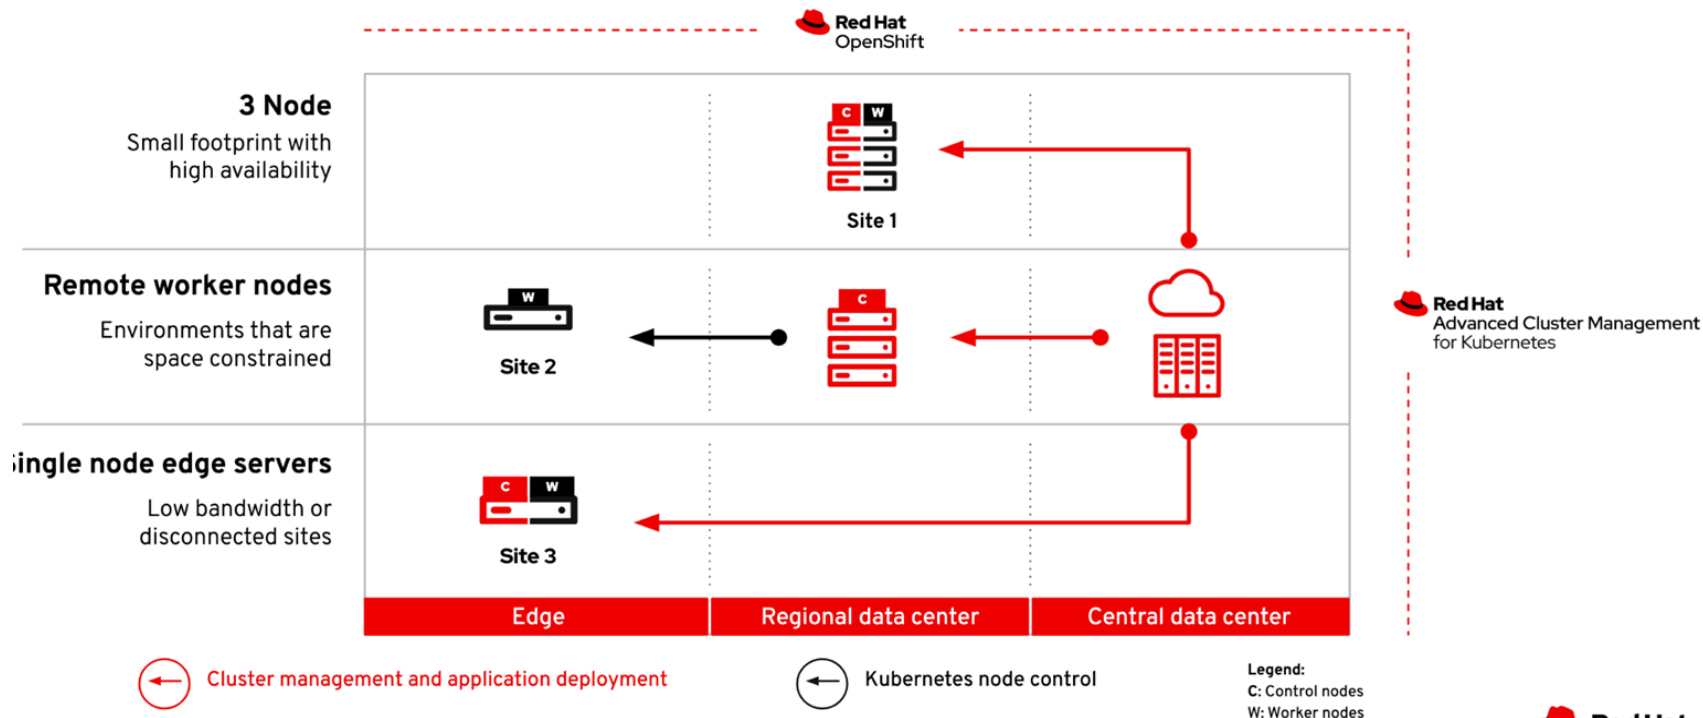 Red Hat
OpenShift
3 Node
Small footprint with
high availability
C W
Site 1
Remote worker nodes
Environments that are
space constrained
W
Site 2
C
Red Hat
Advanced Cluster Management
for Kubernetes
ingle node edge servers
Low bandwidth or
disconnected sites
C W
Site 3
Edge
Regional data center
Central data center
Cluster management and application deployment
Kubernetes node control
Legend:
C: Control nodes
W: Worker nodes
Red Hat